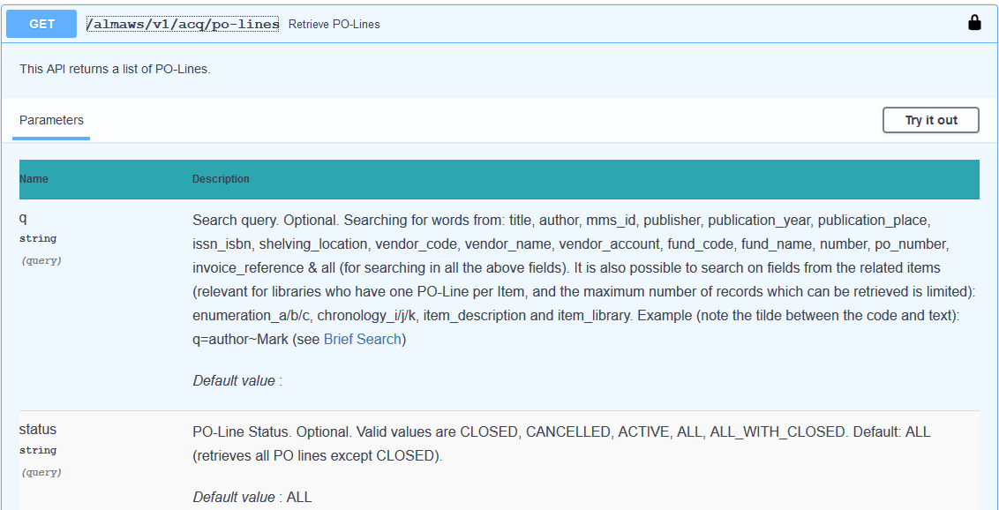 GET /almaws/v1/acq/po-lines Retrieve PO-Lines
This API returns a list of PO-Lines.
Parameters Try it out
Name Description
q
string
(query)
Search query. Optional. Searching for words from: title, author, mms_id, publisher, publication_year, publication_place,
issn_isbn, shelving_location, vendor_code, vendor_name, vendor_account, fund_code, fund_name, number, po_number,
invoice_reference & all (for searching in all the above fields). It is also possible to search on fields from the related items
(relevant for libraries who have one PO-Line per Item, and the maximum number of records which can be retrieved is limited):
enumeration_a/b/c, chronology_i/j/k, item_description and item_library. Example (note the tilde between the code and text):
q=author~Mark (see Brief Search)
Default value :
status
string
(query)
PO-Line Status. Optional. Valid values are CLOSED, CANCELLED, ACTIVE, ALL, ALL_WITH_CLOSED. Default: ALL
(retrieves all PO lines except CLOSED).
Default value : ALL